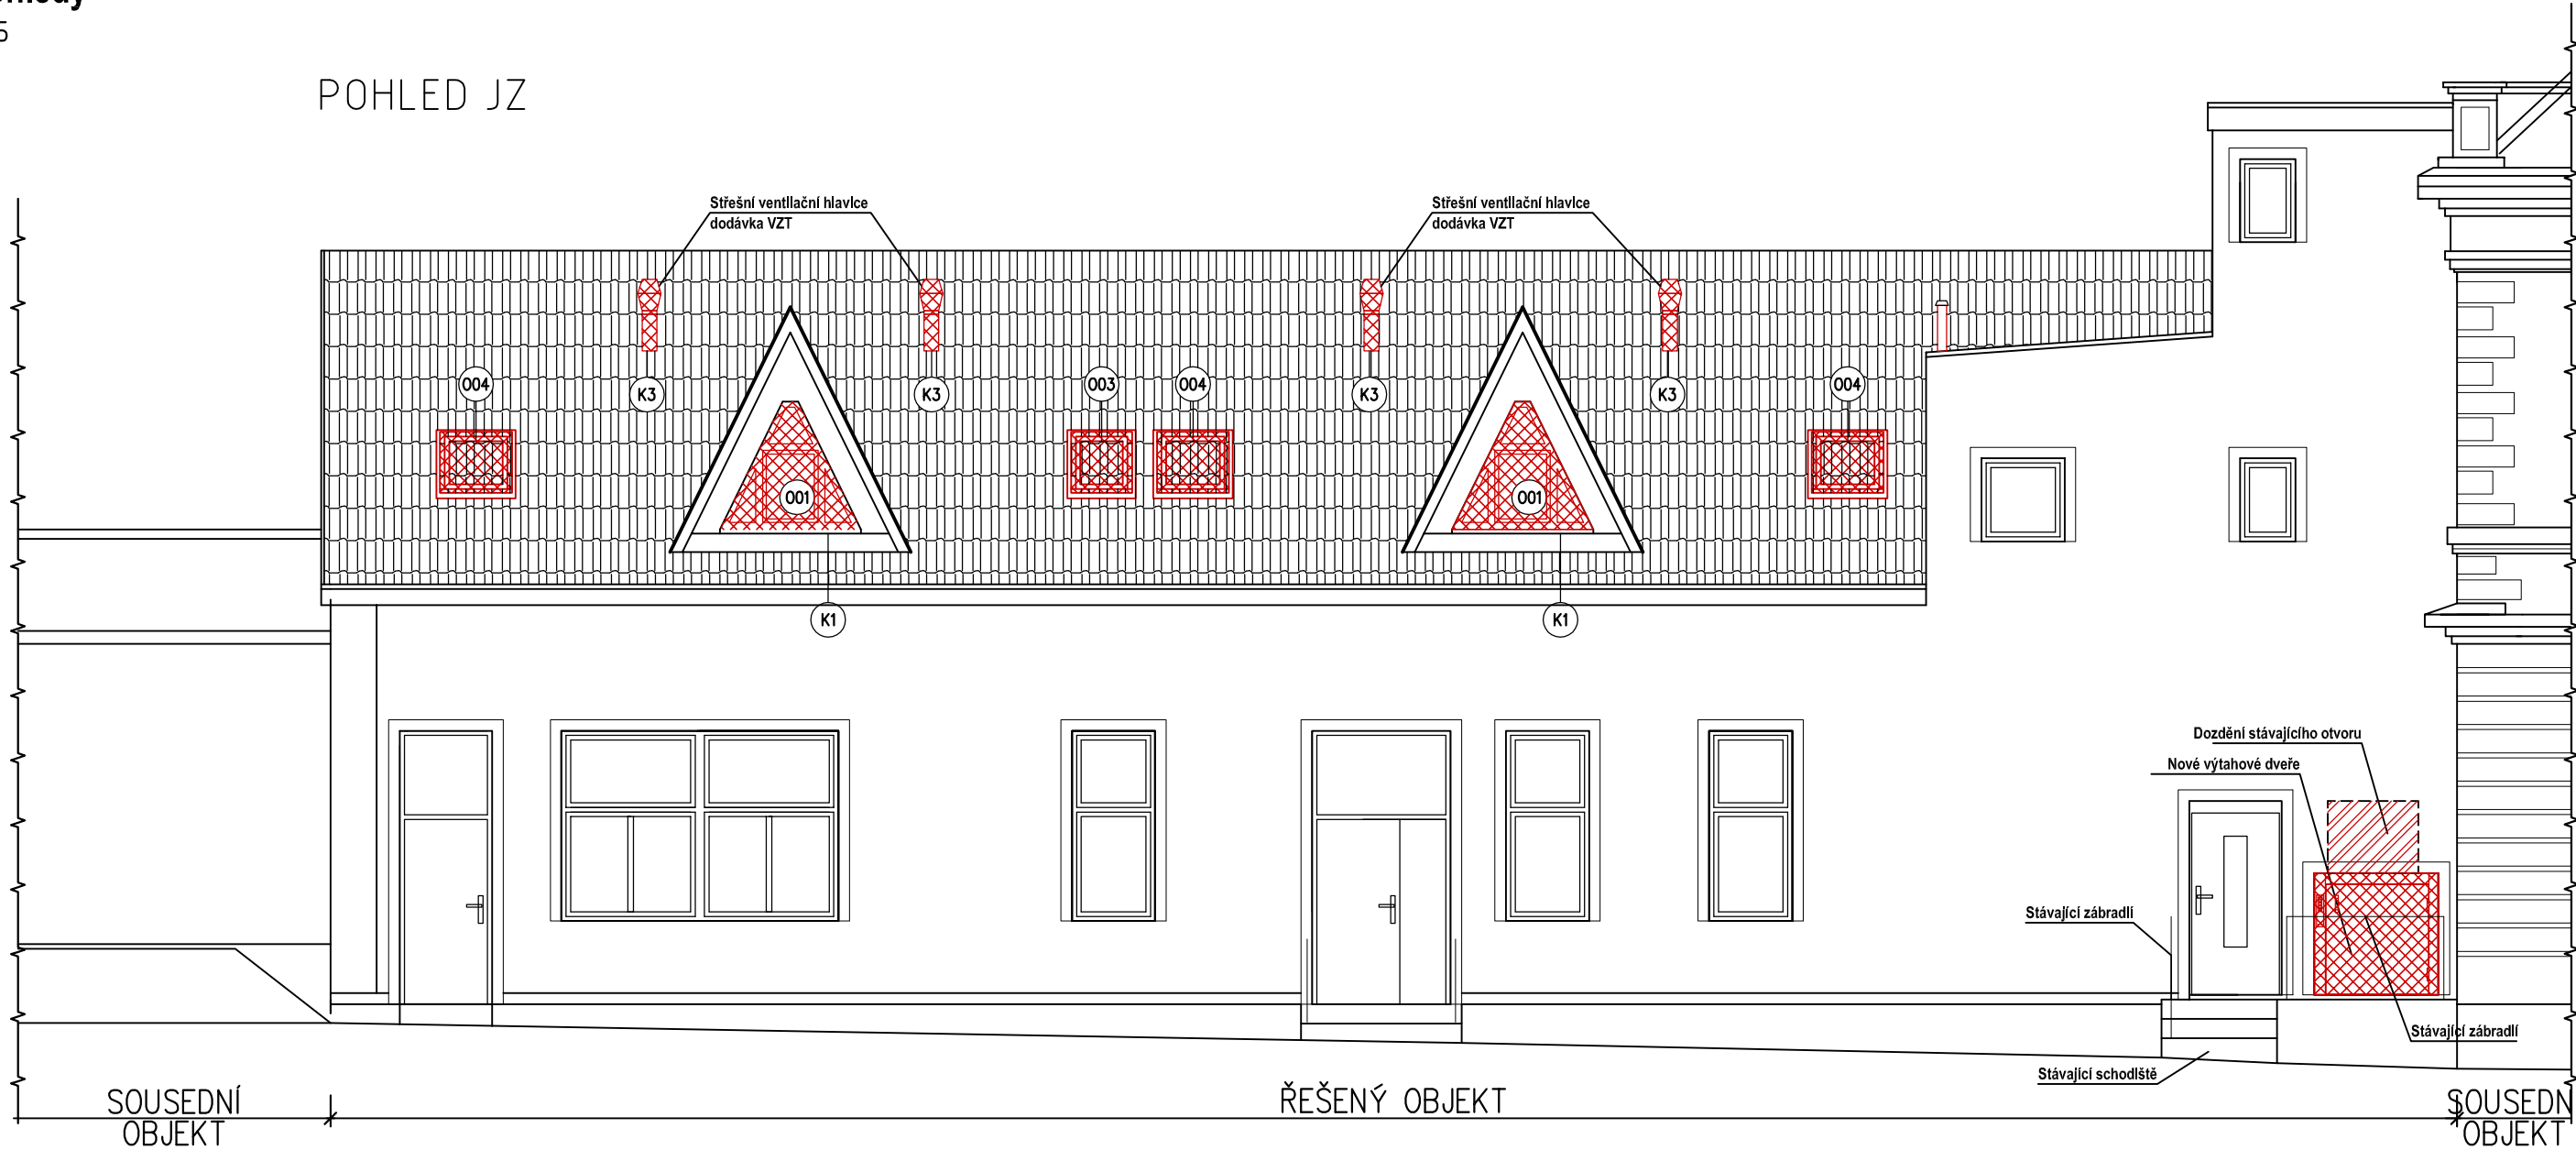 5
POHLED JZ
Střešní ventilační hlavice
dodávka VZT
Střešní ventilační hlavice
dodávka VZT
004
K3
K3
003
004
K3
K3
004
001
001
K1
K1
Dozdění stávajícího otvoru
Nové výtahové dveře
Stávající zábradlí
Stávající zábradlí
Stávající schodiště
SOUSEDNÍ
OBJEKT
ŘEŠENÝ OBJEKT
SOUSEDN
OBJEKT